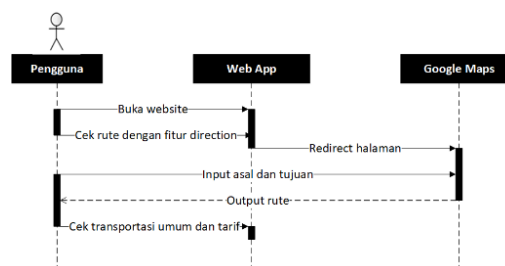 Pengguna
Web App
Google Maps
Buka website
Cek rute dengan fitur direction
Redirect halaman
Input asal dan tujuan
Output rute
Cek transportasi umum dan tarif